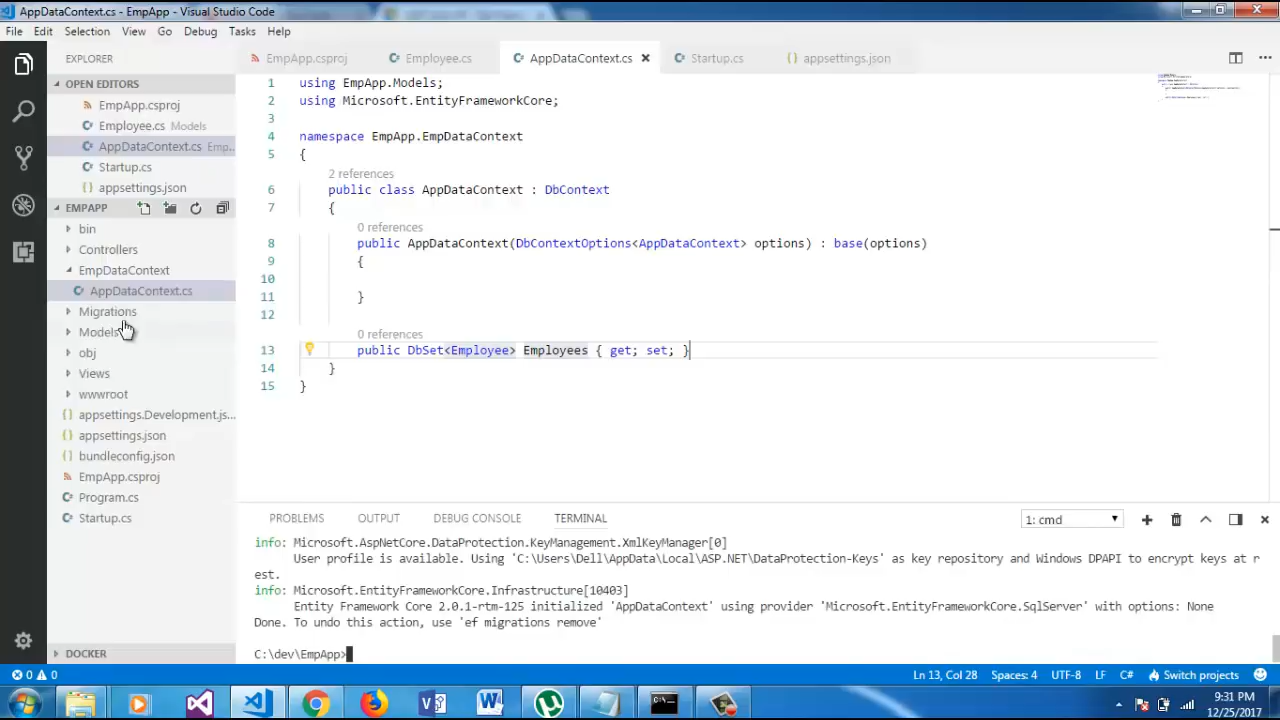 AppDataContext.cs - EmpApp - Visual Studio Code
File Edit Selection View Go Debug Tasks Help
EXPLORER
OPEN EDITORS
EmpApp.csproj
Employee.cs Models
AppDataContext.cs Emp...
Startup.cs
appsettings.json
EMPAPP
bin
Controllers
EmpDataContext
AppDataContext.cs
Migrations
Models
obj
Views
wwwroot
appsettings.Development.js...
appsettings.json
bundleconfig.json
EmpApp.csproj
Program.cs
Startup.cs
DOCKER
EmpApp.csproj Employee.cs AppDataContext.cs Startup.cs appsettings.json
1 using EmpApp.Models;
2 using Microsoft.EntityFrameworkCore;
3
4 namespace EmpApp.EmpDataContext
5 {
2 references
6 public class AppDataContext : DbContext
7 {
0 references
8 public AppDataContext(DbContextOptions<AppDataContext> options) : base(options)
9 {
10
11 }
12
0 references
13 public DbSet<Employee> Employees { get; set; }
14 }
15 }
PROBLEMS OUTPUT DEBUG CONSOLE TERMINAL 1: cmd
info: Microsoft.AspNetCore.DataProtection.KeyManagement.XmlKeyManager[0]
User profile is available. Using 'C:\Users\Dell\AppData\Local\ASP.NET\DataProtection-Keys' as key repository and Windows DPAPI to encrypt keys at r
est.
info: Microsoft.EntityFrameworkCore.Infrastructure[10403]
Entity Framework Core 2.0.1-rtm-125 initialized 'AppDataContext' using provider 'Microsoft.EntityFrameworkCore.SqlServer' with options: None
Done. To undo this action, use 'ef migrations remove'
C:\dev\EmpApp>
0 0 Ln 13, Col 28 Spaces: 4 UTF-8 LF C# Switch projects
9:31 PM
12/25/2017